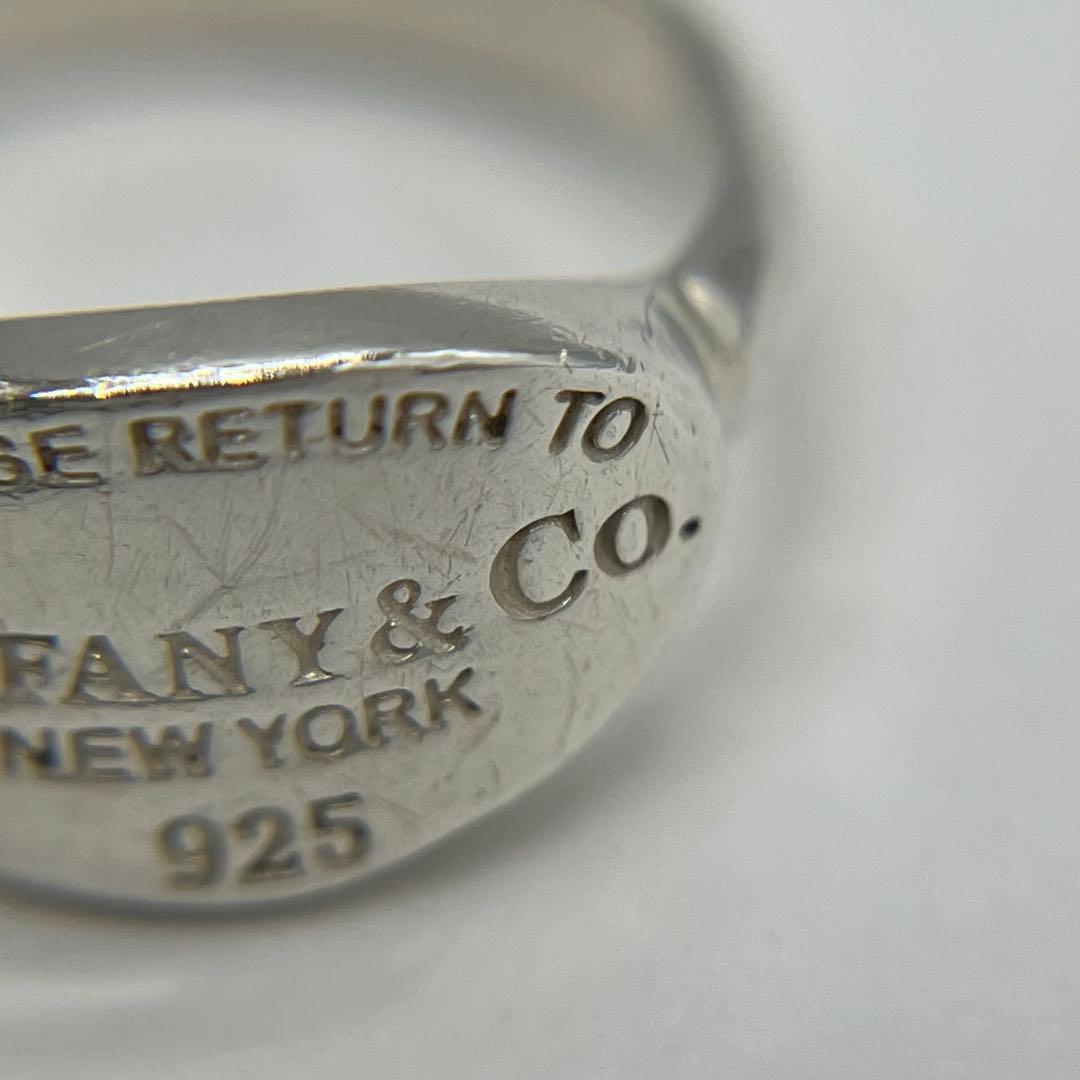 SE RETURN TO
FANY & Co.
NEW YORK
925